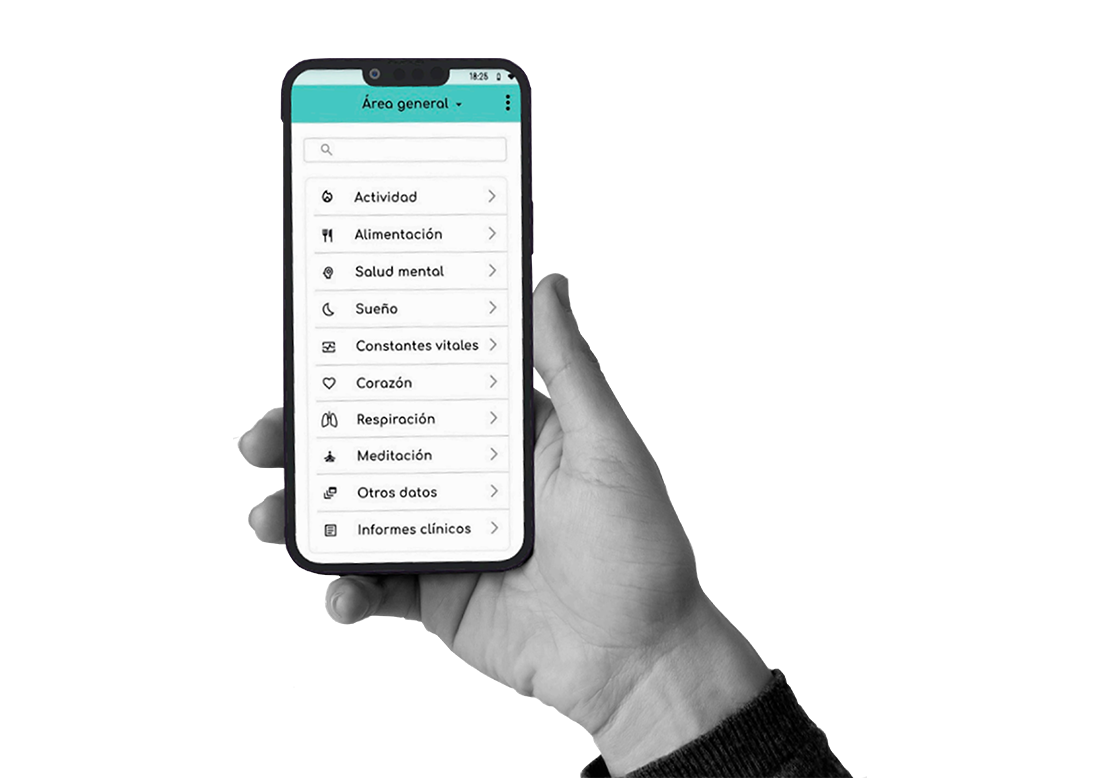 18:25
Área general
Actividad
Alimentación
Salud mental
Sueño
Constantes vitales
Corazón
Respiración
Meditación
Otros datos
Informes clínicos